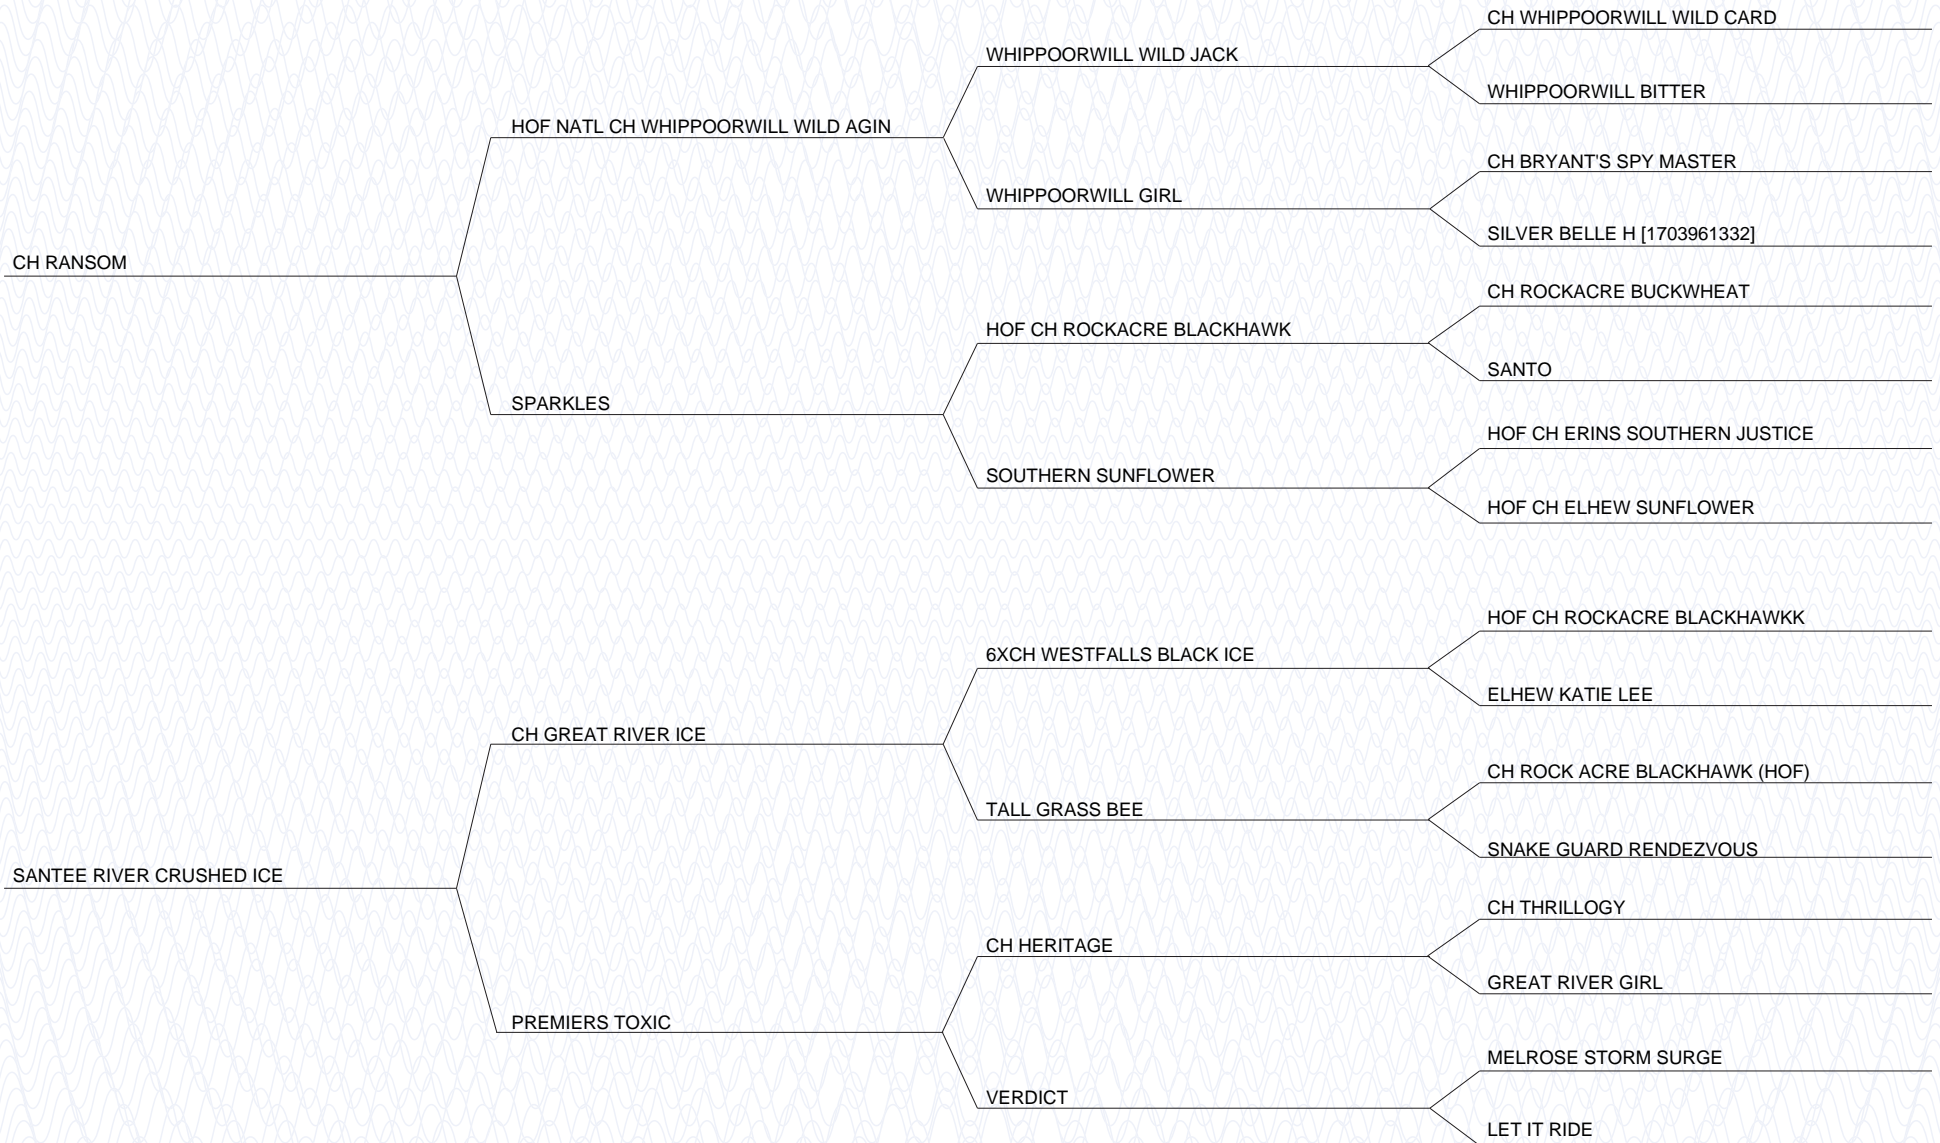 CH WHIPPOORWILL WILD CARD
WHIPPOORWILL WILD JACK
WHIPPOORWILL BITTER
HOF NATL CH WHIPPOORWILL WILD AGIN
CH BRYANT'S SPY MASTER
WHIPPOORWILL GIRL
SILVER BELLE H [1703961332]
CH RANSOM
CH ROCKACRE BUCKWHEAT
HOF CH ROCKACRE BLACKHAWK
SANTO
SPARKLES
HOF CH ERINS SOUTHERN JUSTICE
SOUTHERN SUNFLOWER
HOF CH ELHEW SUNFLOWER
HOF CH ROCKACRE BLACKHAWKK
6XCH WESTFALLS BLACK ICE
ELHEW KATIE LEE
CH GREAT RIVER ICE
CH ROCK ACRE BLACKHAWK (HOF)
TALL GRASS BEE
SNAKE GUARD RENDEZVOUS
SANTEE RIVER CRUSHED ICE
CH THRILLOGY
CH HERITAGE
GREAT RIVER GIRL
PREMIERS TOXIC
MELROSE STORM SURGE
VERDICT
LET IT RIDE